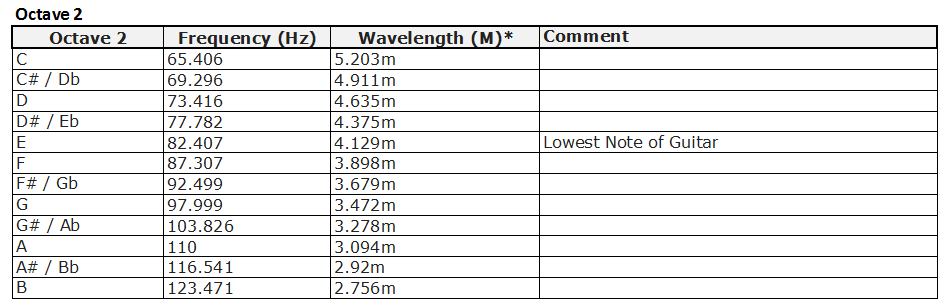 Octave 2
Octave 2 Frequency (Hz) Wavelength (M)* Comment
C 65.406 5.203m
C# / Db 69.296 4.911m
D 73.416 4.635m
D# / Eb 77.782 4.375m
E 82.407 4.129m Lowest Note of Guitar
F 87.307 3.898m
F# / Gb 92.499 3.679m
G 97.999 3.472m
G# / Ab 103.826 3.278m
A 110 3.094m
A# / Bb 116.541 2.92m
B 123.471 2.756m